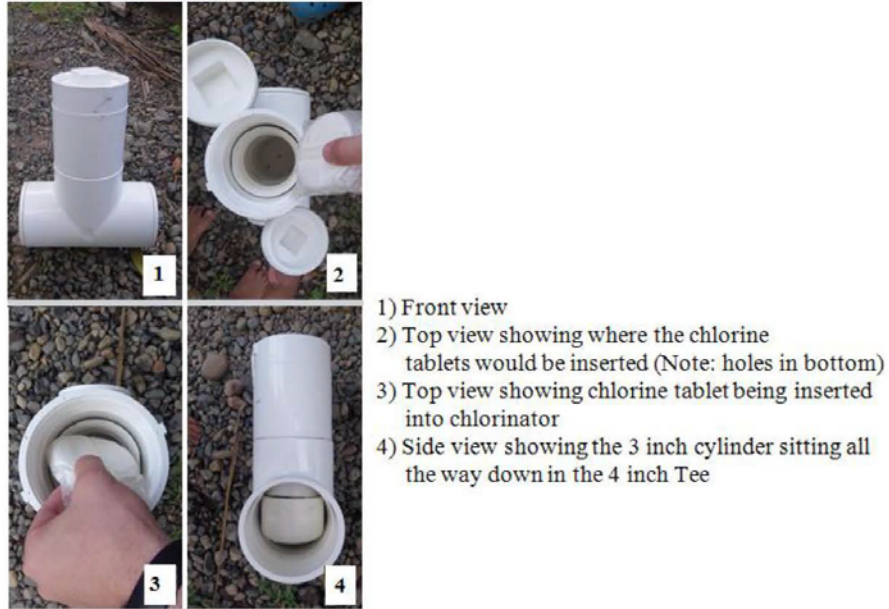 1
2
3
4
1) Front view
2) Top view showing where the chlorine
tablets would be inserted (Note: holes in bottom)
3) Top view showing chlorine tablet being inserted
into chlorinator
4) Side view showing the 3 inch cylinder sitting all
the way down in the 4 inch Tee